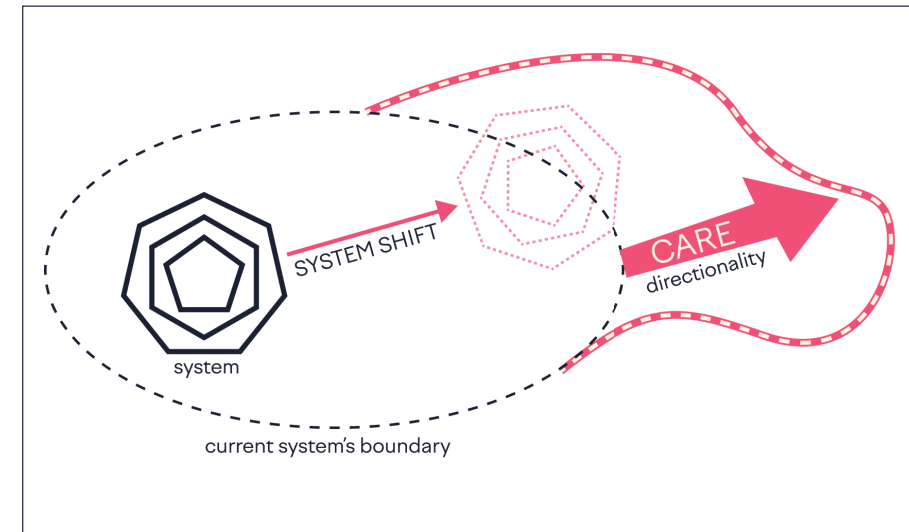 CARE
directionality
SYSTEM SHIFT
system
current system's boundary